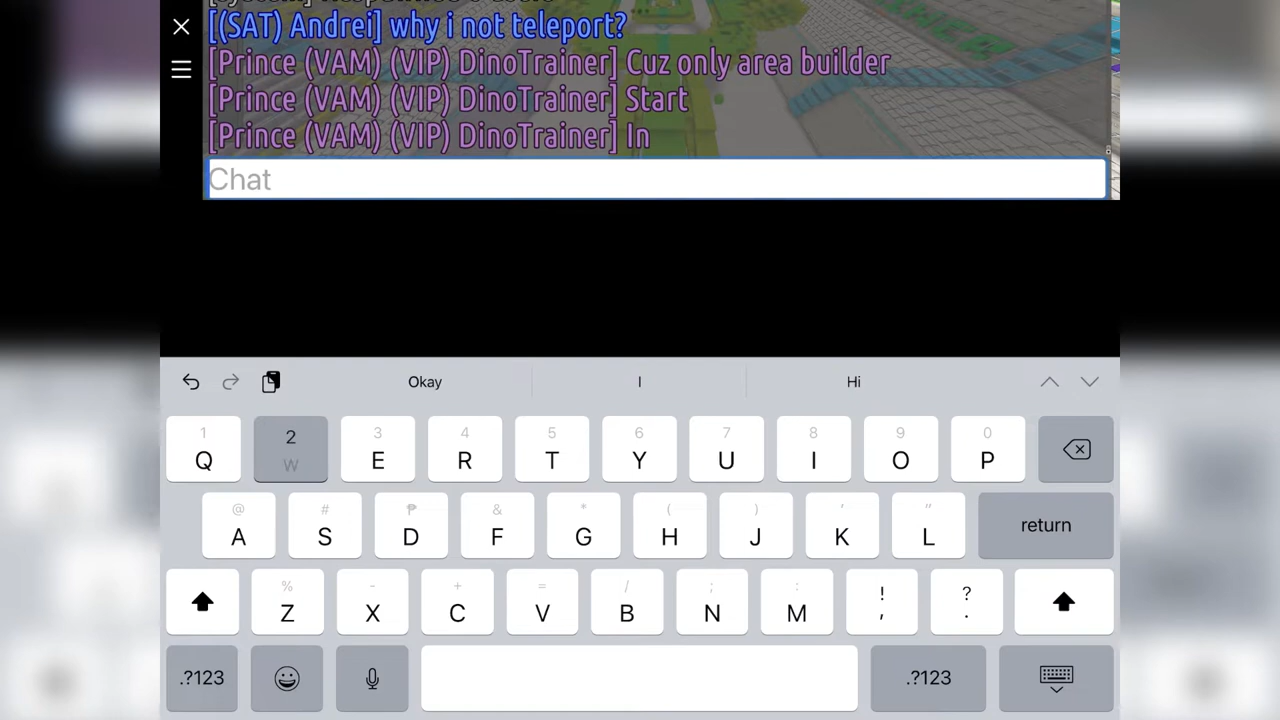 [(SAT) Andrei] why i not teleport?
[Prince (VAM) (VIP) DinoTrainer] Cuz only area builder
[Prince (VAM) (VIP) DinoTrainer] Start
[Prince (VAM) (VIP) DinoTrainer] In
Chat
Okay I Hi
1 2 3 4 5 6 7 8 9 0
Q W E R T Y U I O P
@ # ₱ & * ( ) ' "
A S D F G H J K L return
% - + = / ; : ! ?
Z X C V B N M , .
.?123 .?123